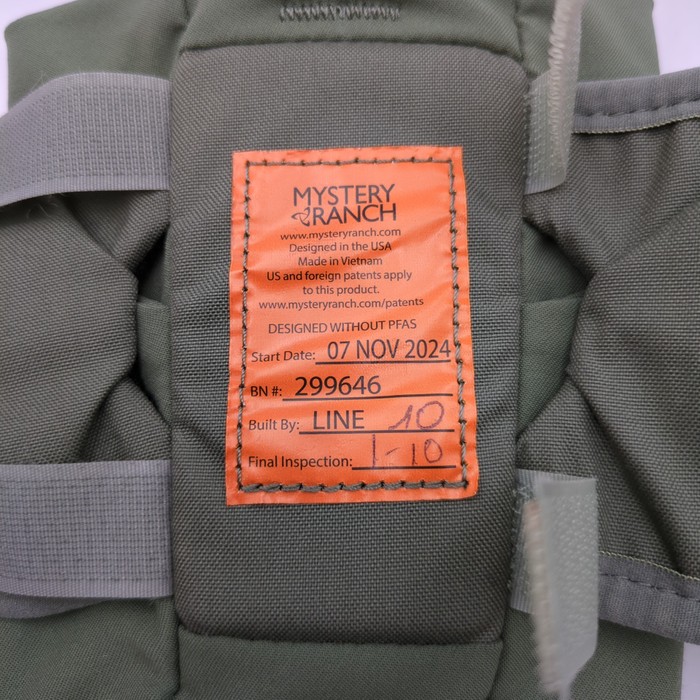 MYSTERY
RANCH
www.mysteryranch.com
Designed in the USA
Made in Vietnam
US and foreign patents apply
to this product.
www.mysteryranch.com/patents
DESIGNED WITHOUT PFAS
Start Date: 07 NOV 2024
BN #: 299646
Built By: LINE 10
Final Inspection: 1-10